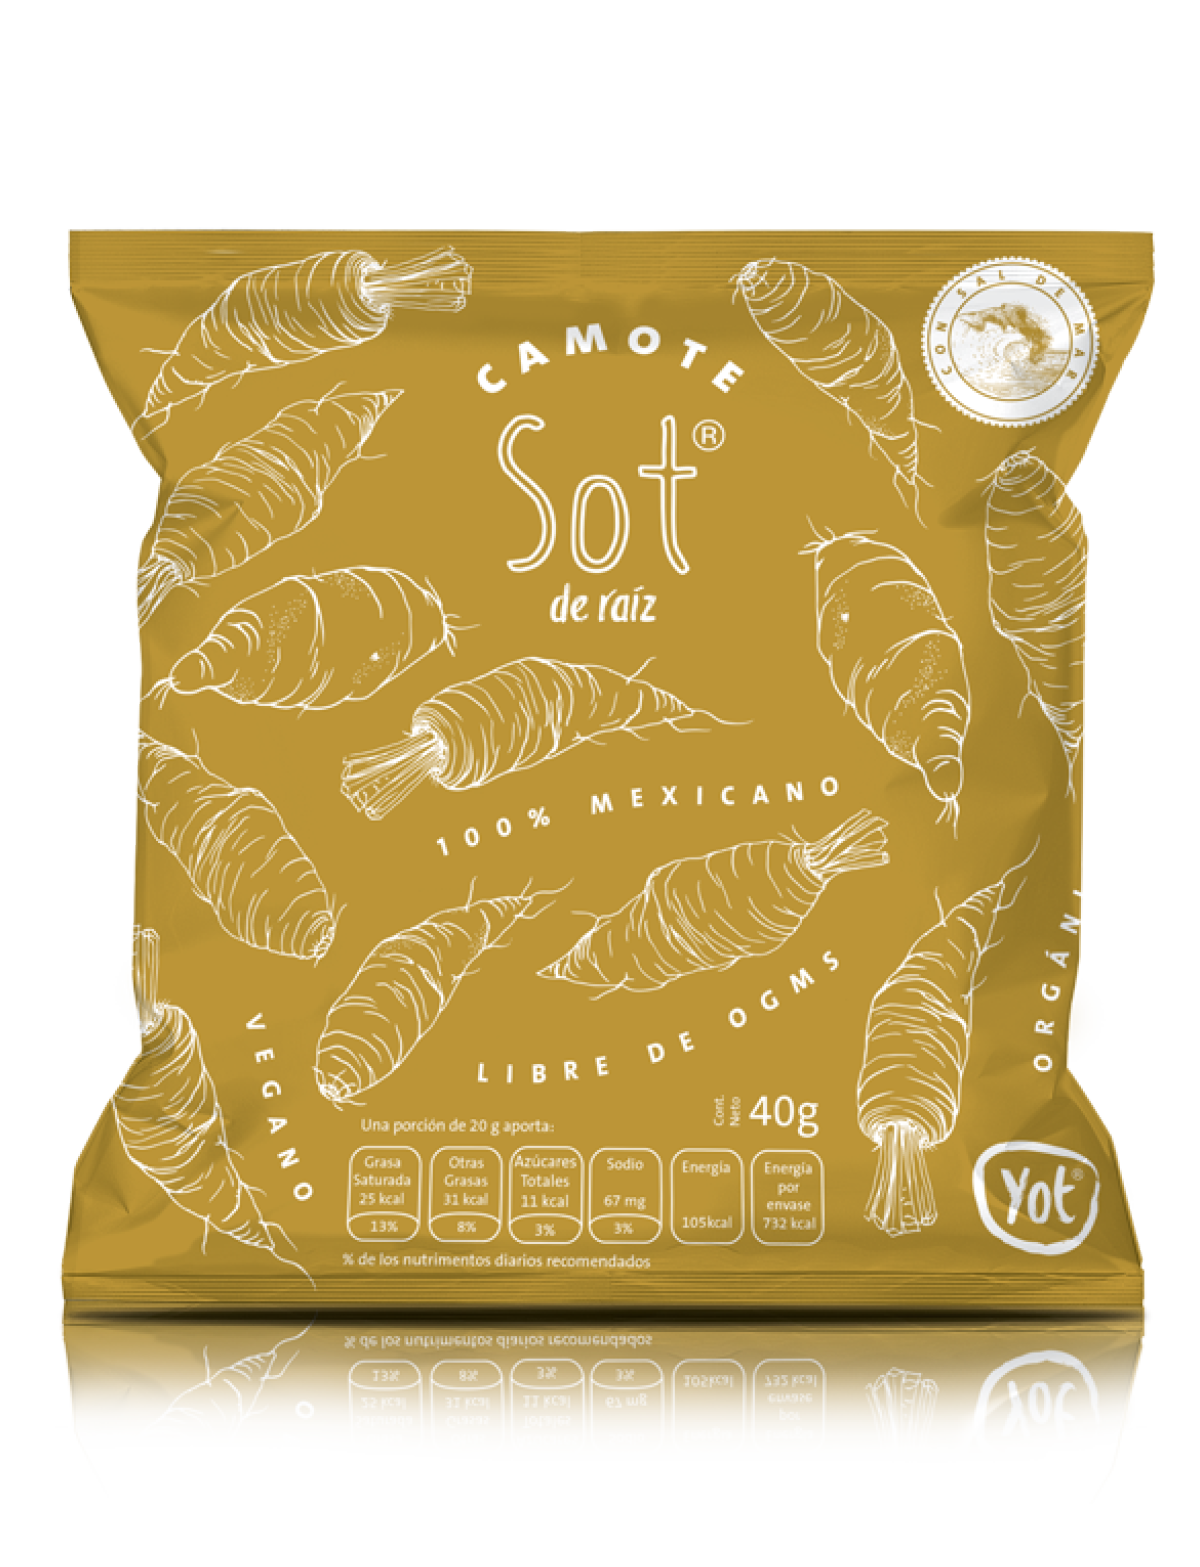 CON SAL DE MAR
CAMOTE
Sot®
de raíz
100% MEXICANO
LIBRE DE OGMS
VEGANO
ORGÁN
Cont. Neto
40g
Una porción de 20 g aporta:
Grasa Saturada 25 kcal 13%
Otras Grasas 31 kcal 8%
Azúcares Totales 11 kcal 3%
Sodio 67 mg 3%
Energía 105kcal
Energía por envase 732 kcal
% de los nutrimentos diarios recomendados
Yot®